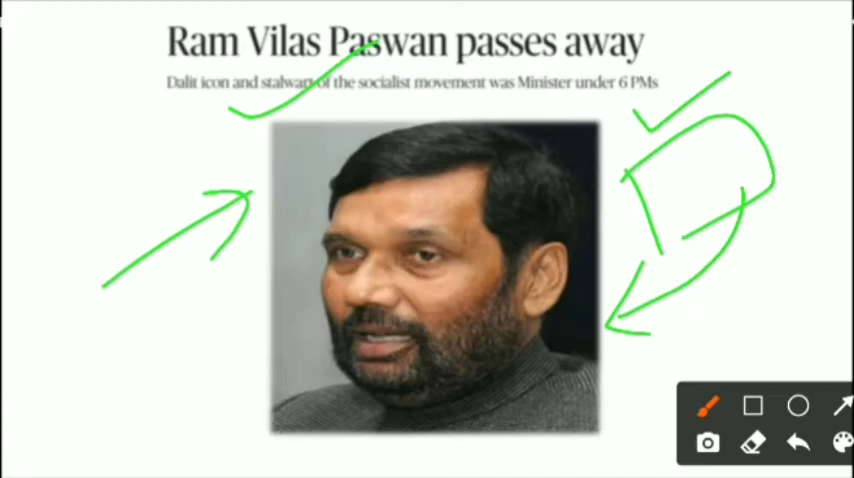 Ram Vilas Paswan passes away
Dalit icon and stalwart of the socialist movement was Minister under 6 PMs